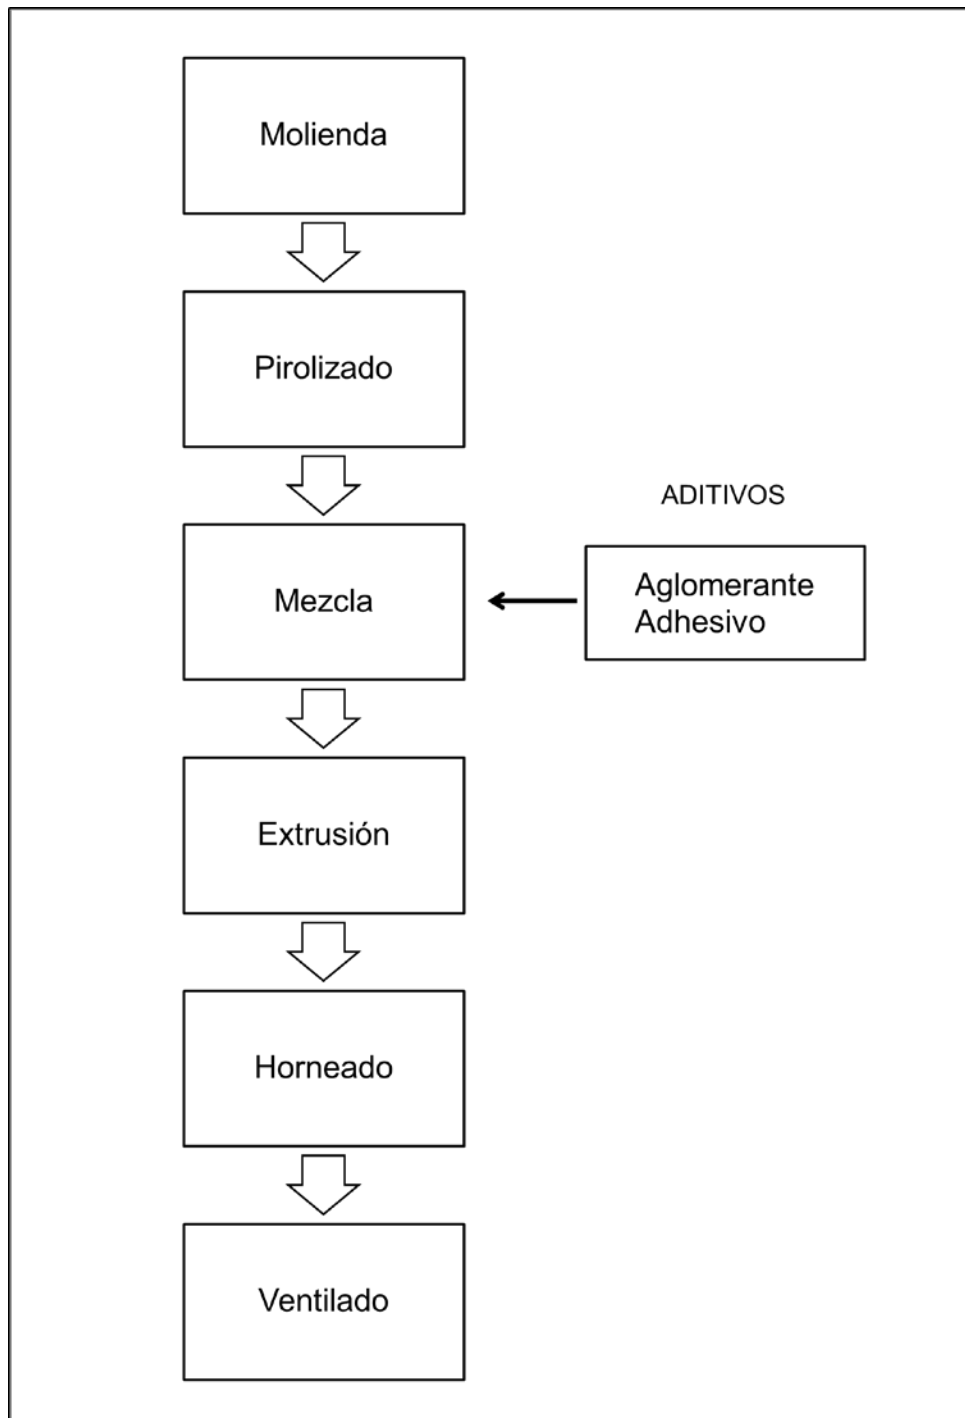 Molienda
Pirolizado
Mezcla
ADITIVOS
Aglomerante
Adhesivo
Extrusión
Horneado
Ventilado